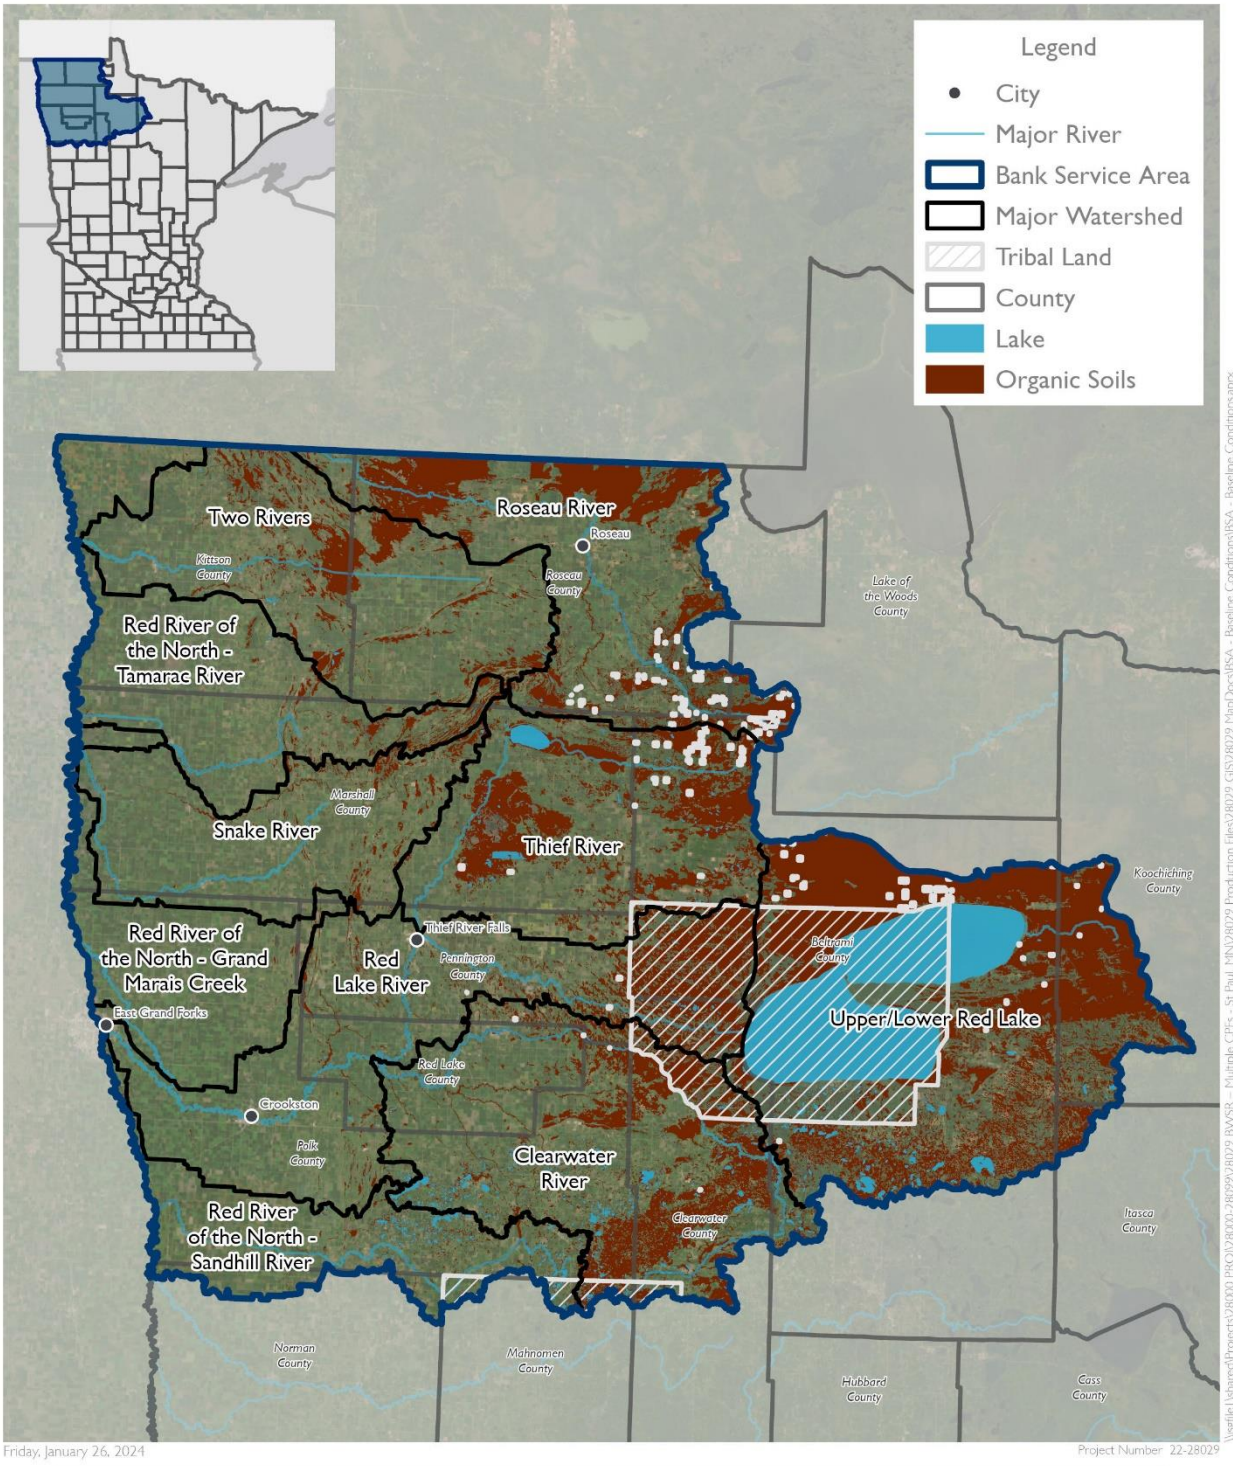 Legend
City
Major River
Bank Service Area
Major Watershed
Tribal Land
County
Lake
Organic Soils
Two Rivers
Roseau River
Roseau
Kittson
County
Roseau
County
Lake of
the Woods
County
Red River of
the North -
Tamarac River
Marshall
County
Snake River
Thief River
Koochiching
County
Red River of
the North - Grand
Marais Creek
Thief River Falls
Red
Lake River
Pennington
County
Beltrami
County
East Grand Forks
Upper/Lower Red Lake
Red Lake
County
Crookston
Polk
County
Clearwater
River
Red River
of the North -
Sandhill River
Clearwater
County
Itasca
County
Norman
County
Mahnomen
County
Hubbard
County
Cass
County
Friday, January 26, 2024
Project Number 22-28029